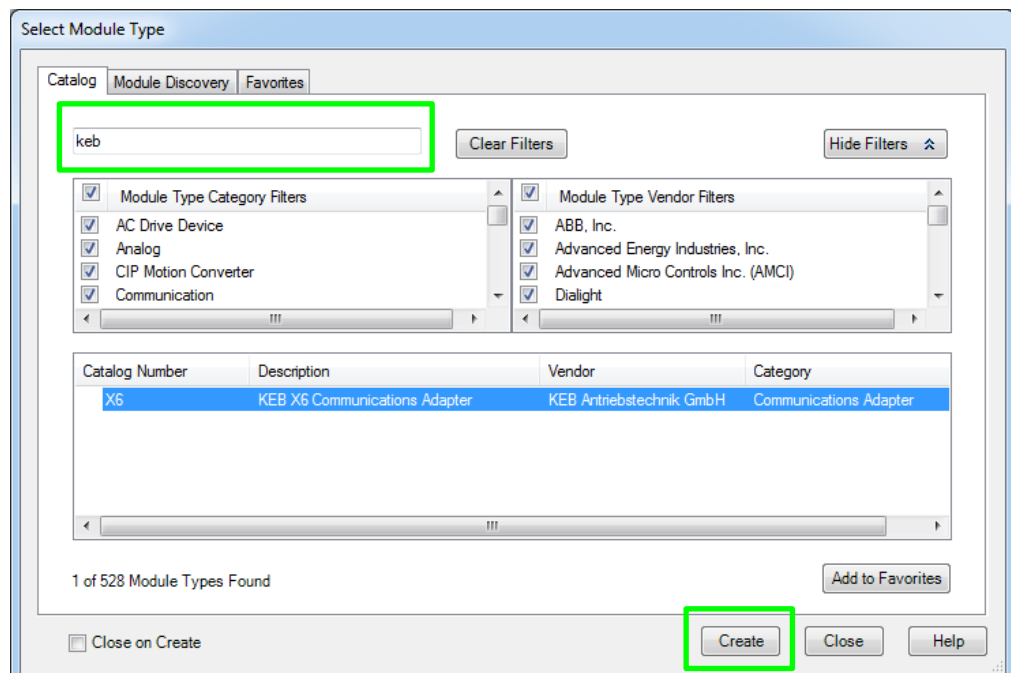 Select Module Type
Catalog Module Discovery Favorites
keb Clear Filters Hide Filters
Module Type Category Filters
AC Drive Device
Analog
CIP Motion Converter
Communication
Module Type Vendor Filters
ABB, Inc.
Advanced Energy Industries, Inc.
Advanced Micro Controls Inc. (AMCI)
Dialight
Catalog Number Description Vendor Category
X6 KEB X6 Communications Adapter KEB Antriebstechnik GmbH Communications Adapter
1 of 528 Module Types Found Add to Favorites
Close on Create Create Close Help